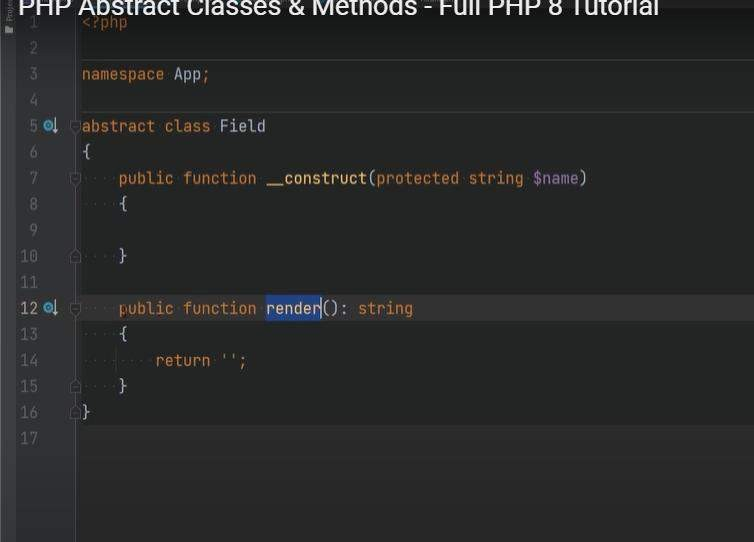 PHP Abstract Classes & Methods - Full PHP 8 Tutorial
1 <?php
2
3 namespace App;
4
5 abstract class Field
6 {
7 public function __construct(protected string $name)
8 {
9
10 }
11
12 public function render(): string
13 {
14 return '';
15 }
16 }
17